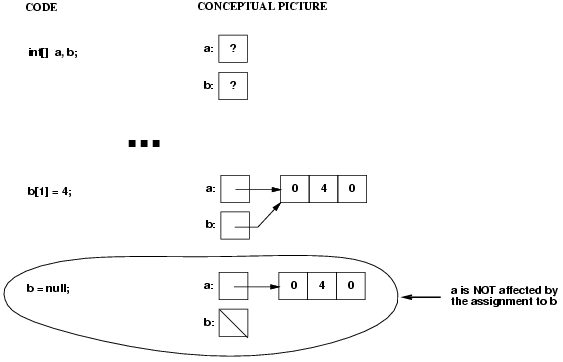 CODE CONCEPTUAL PICTURE
int[] a, b; a: ?
b: ?
b[1] = 4; a: 0 4 0
b:
b = null; a: 0 4 0
b:
a is NOT affected by
the assignment to b